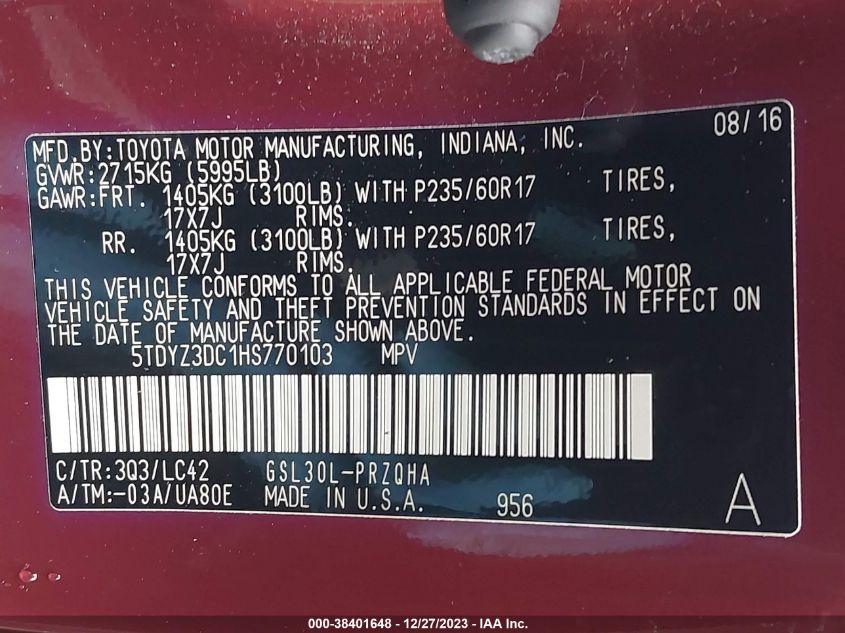 08/16
MFD.BY:TOYOTA MOTOR MANUFACTURING, INDIANA, INC.
GVWR:2715KG (5995LB)
GAWR:FRT. 1405KG (3100LB) WITH P235/60R17 TIRES,
17X7J RIMS.
RR. 1405KG (3100LB) WITH P235/60R17 TIRES,
17X7J RIMS.
THIS VEHICLE CONFORMS TO ALL APPLICABLE FEDERAL MOTOR
VEHICLE SAFETY AND THEFT PREVENTION STANDARDS IN EFFECT ON
THE DATE OF MANUFACTURE SHOWN ABOVE.
5TDYZ3DC1HS770103 MPV
C/TR:3Q3/LC42 GSL30L-PRZQHA
A/TM:-03A/UA80E MADE IN U.S.A. 956 A
000-38401648 - 12/27/2023 - IAA Inc.